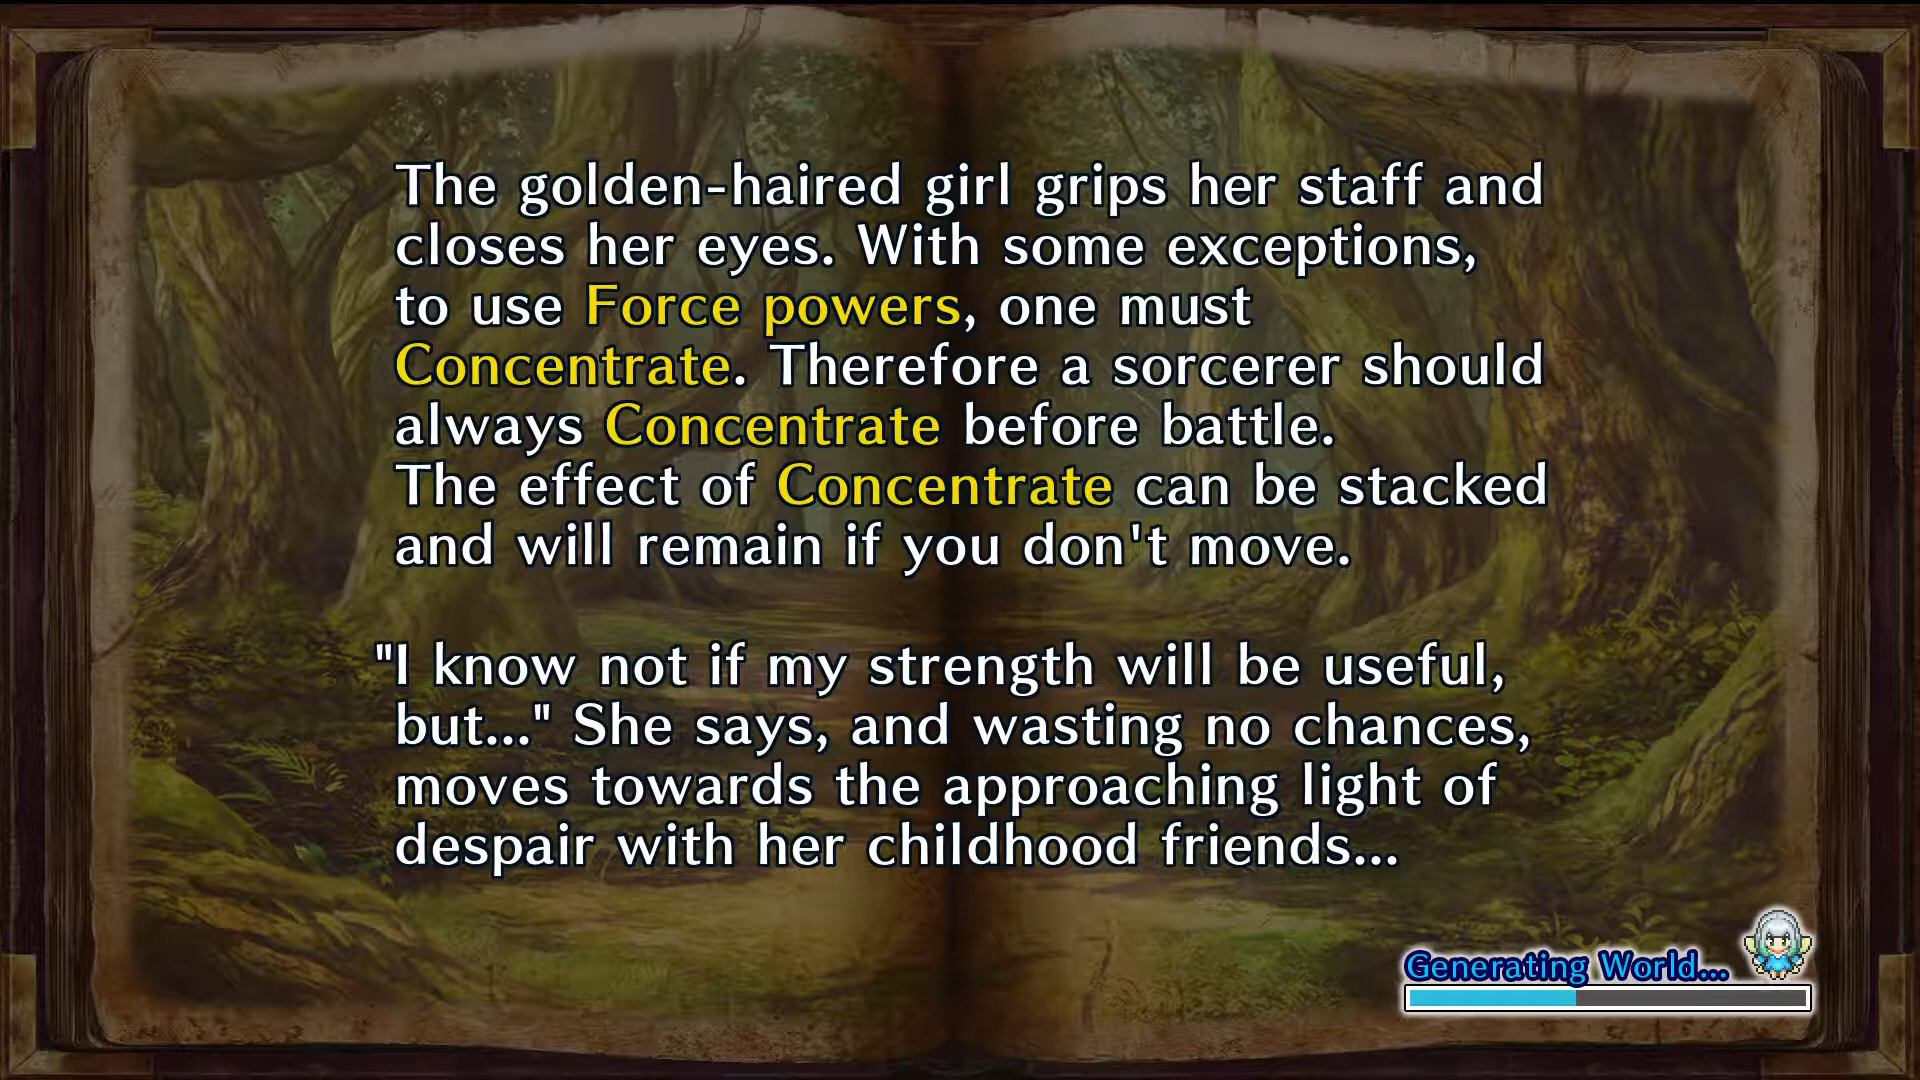 The golden-haired girl grips her staff and
closes her eyes. With some exceptions,
to use Force powers, one must
Concentrate. Therefore a sorcerer should
always Concentrate before battle.
The effect of Concentrate can be stacked
and will remain if you don't move.
"I know not if my strength will be useful,
but..." She says, and wasting no chances,
moves towards the approaching light of
despair with her childhood friends...
Generating World...